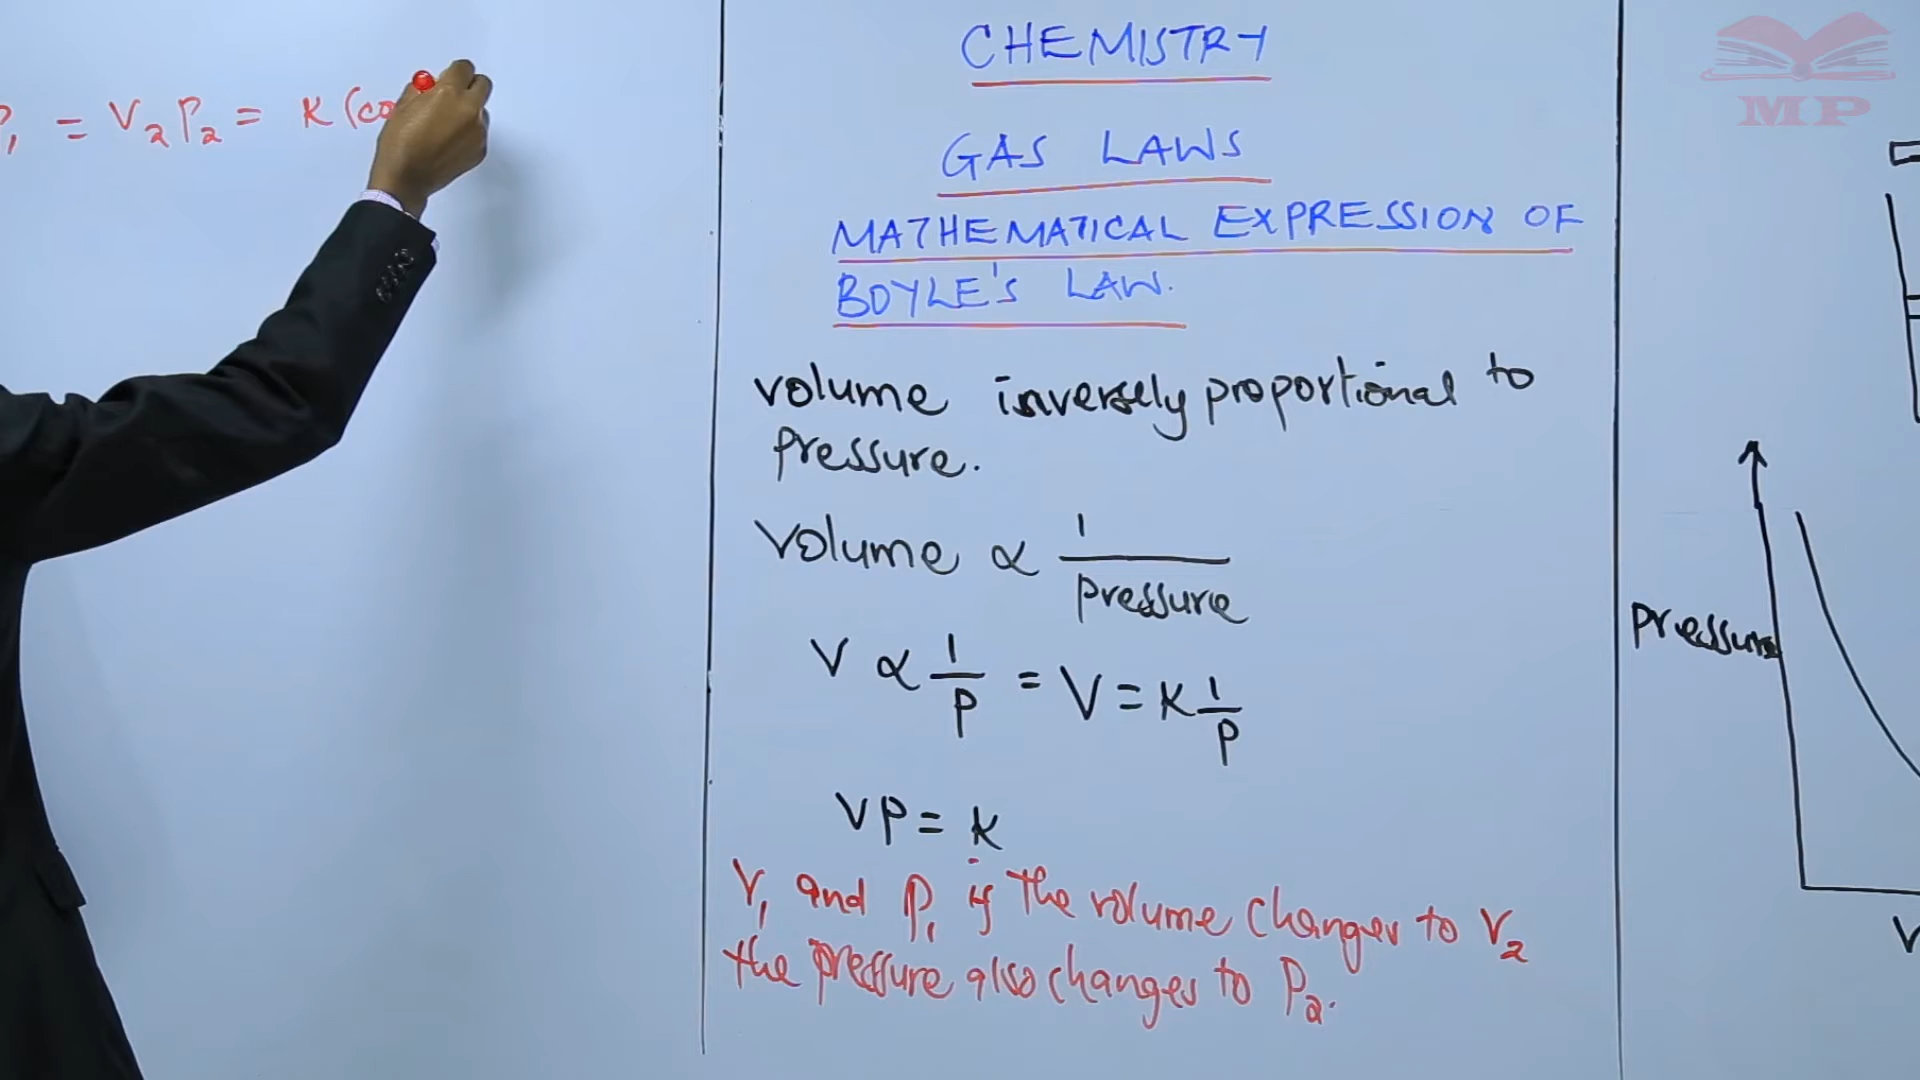 P₁ = V₂P₂ = K (co
CHEMISTRY
GAS LAWS
MATHEMATICAL EXPRESSION OF
BOYLE'S LAW.
volume inversely proportional to
pressure.
Volume ∝ 1/pressure
V ∝ 1/P = V = K 1/P
VP = K
V₁ and P₁ if the volume changes to V₂
the pressure also changes to P₂.
pressure
V
MP